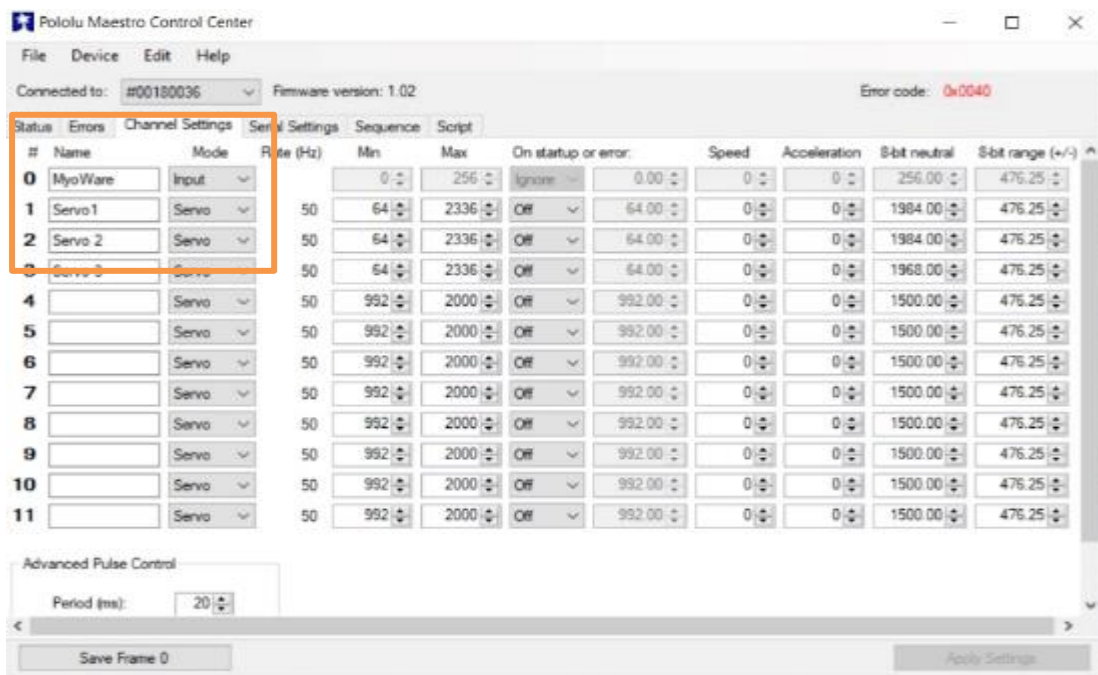 Pololu Maestro Control Center
File Device Edit Help
Connected to: #00180036 Firmware version: 1.02 Error code: 0x0040
Status Errors Channel Settings Serial Settings Sequence Script
# Name Mode Rate (Hz) Min Max On startup or error: Speed Acceleration 8-bit neutral 8-bit range (+/-)
0 MyoWare Input 0 256 Ignore 0.00 0 0 256.00 476.25
1 Servo1 Servo 50 64 2336 Off 64.00 0 0 1984.00 476.25
2 Servo 2 Servo 50 64 2336 Off 64.00 0 0 1984.00 476.25
3 Servo 3 Servo 50 64 2336 Off 64.00 0 0 1968.00 476.25
4 Servo 50 992 2000 Off 992.00 0 0 1500.00 476.25
5 Servo 50 992 2000 Off 992.00 0 0 1500.00 476.25
6 Servo 50 992 2000 Off 992.00 0 0 1500.00 476.25
7 Servo 50 992 2000 Off 992.00 0 0 1500.00 476.25
8 Servo 50 992 2000 Off 992.00 0 0 1500.00 476.25
9 Servo 50 992 2000 Off 992.00 0 0 1500.00 476.25
10 Servo 50 992 2000 Off 992.00 0 0 1500.00 476.25
11 Servo 50 992 2000 Off 992.00 0 0 1500.00 476.25
Advanced Pulse Control
Period (ms): 20
Save Frame 0 Apply Settings